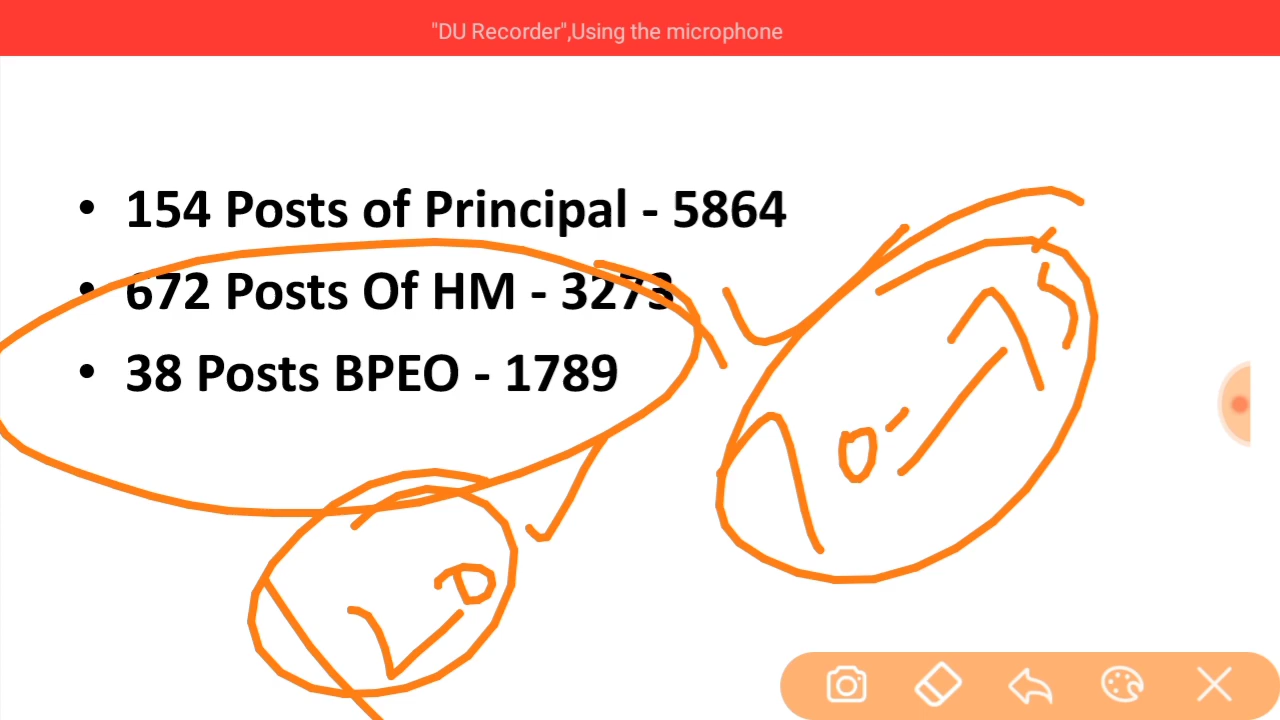 "DU Recorder",Using the microphone
• 154 Posts of Principal - 5864
• 672 Posts Of HM - 3273
• 38 Posts BPEO - 1789